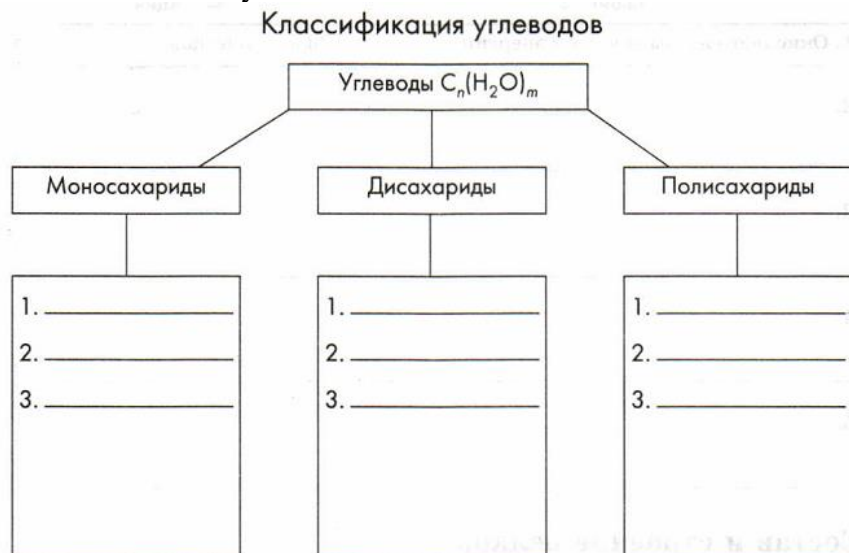 Классификация углеводов
Углеводы Cₙ(H₂O)ₘ
Моносахариды Дисахариды Полисахариды
1. 1. 1.
2. 2. 2.
3. 3. 3.